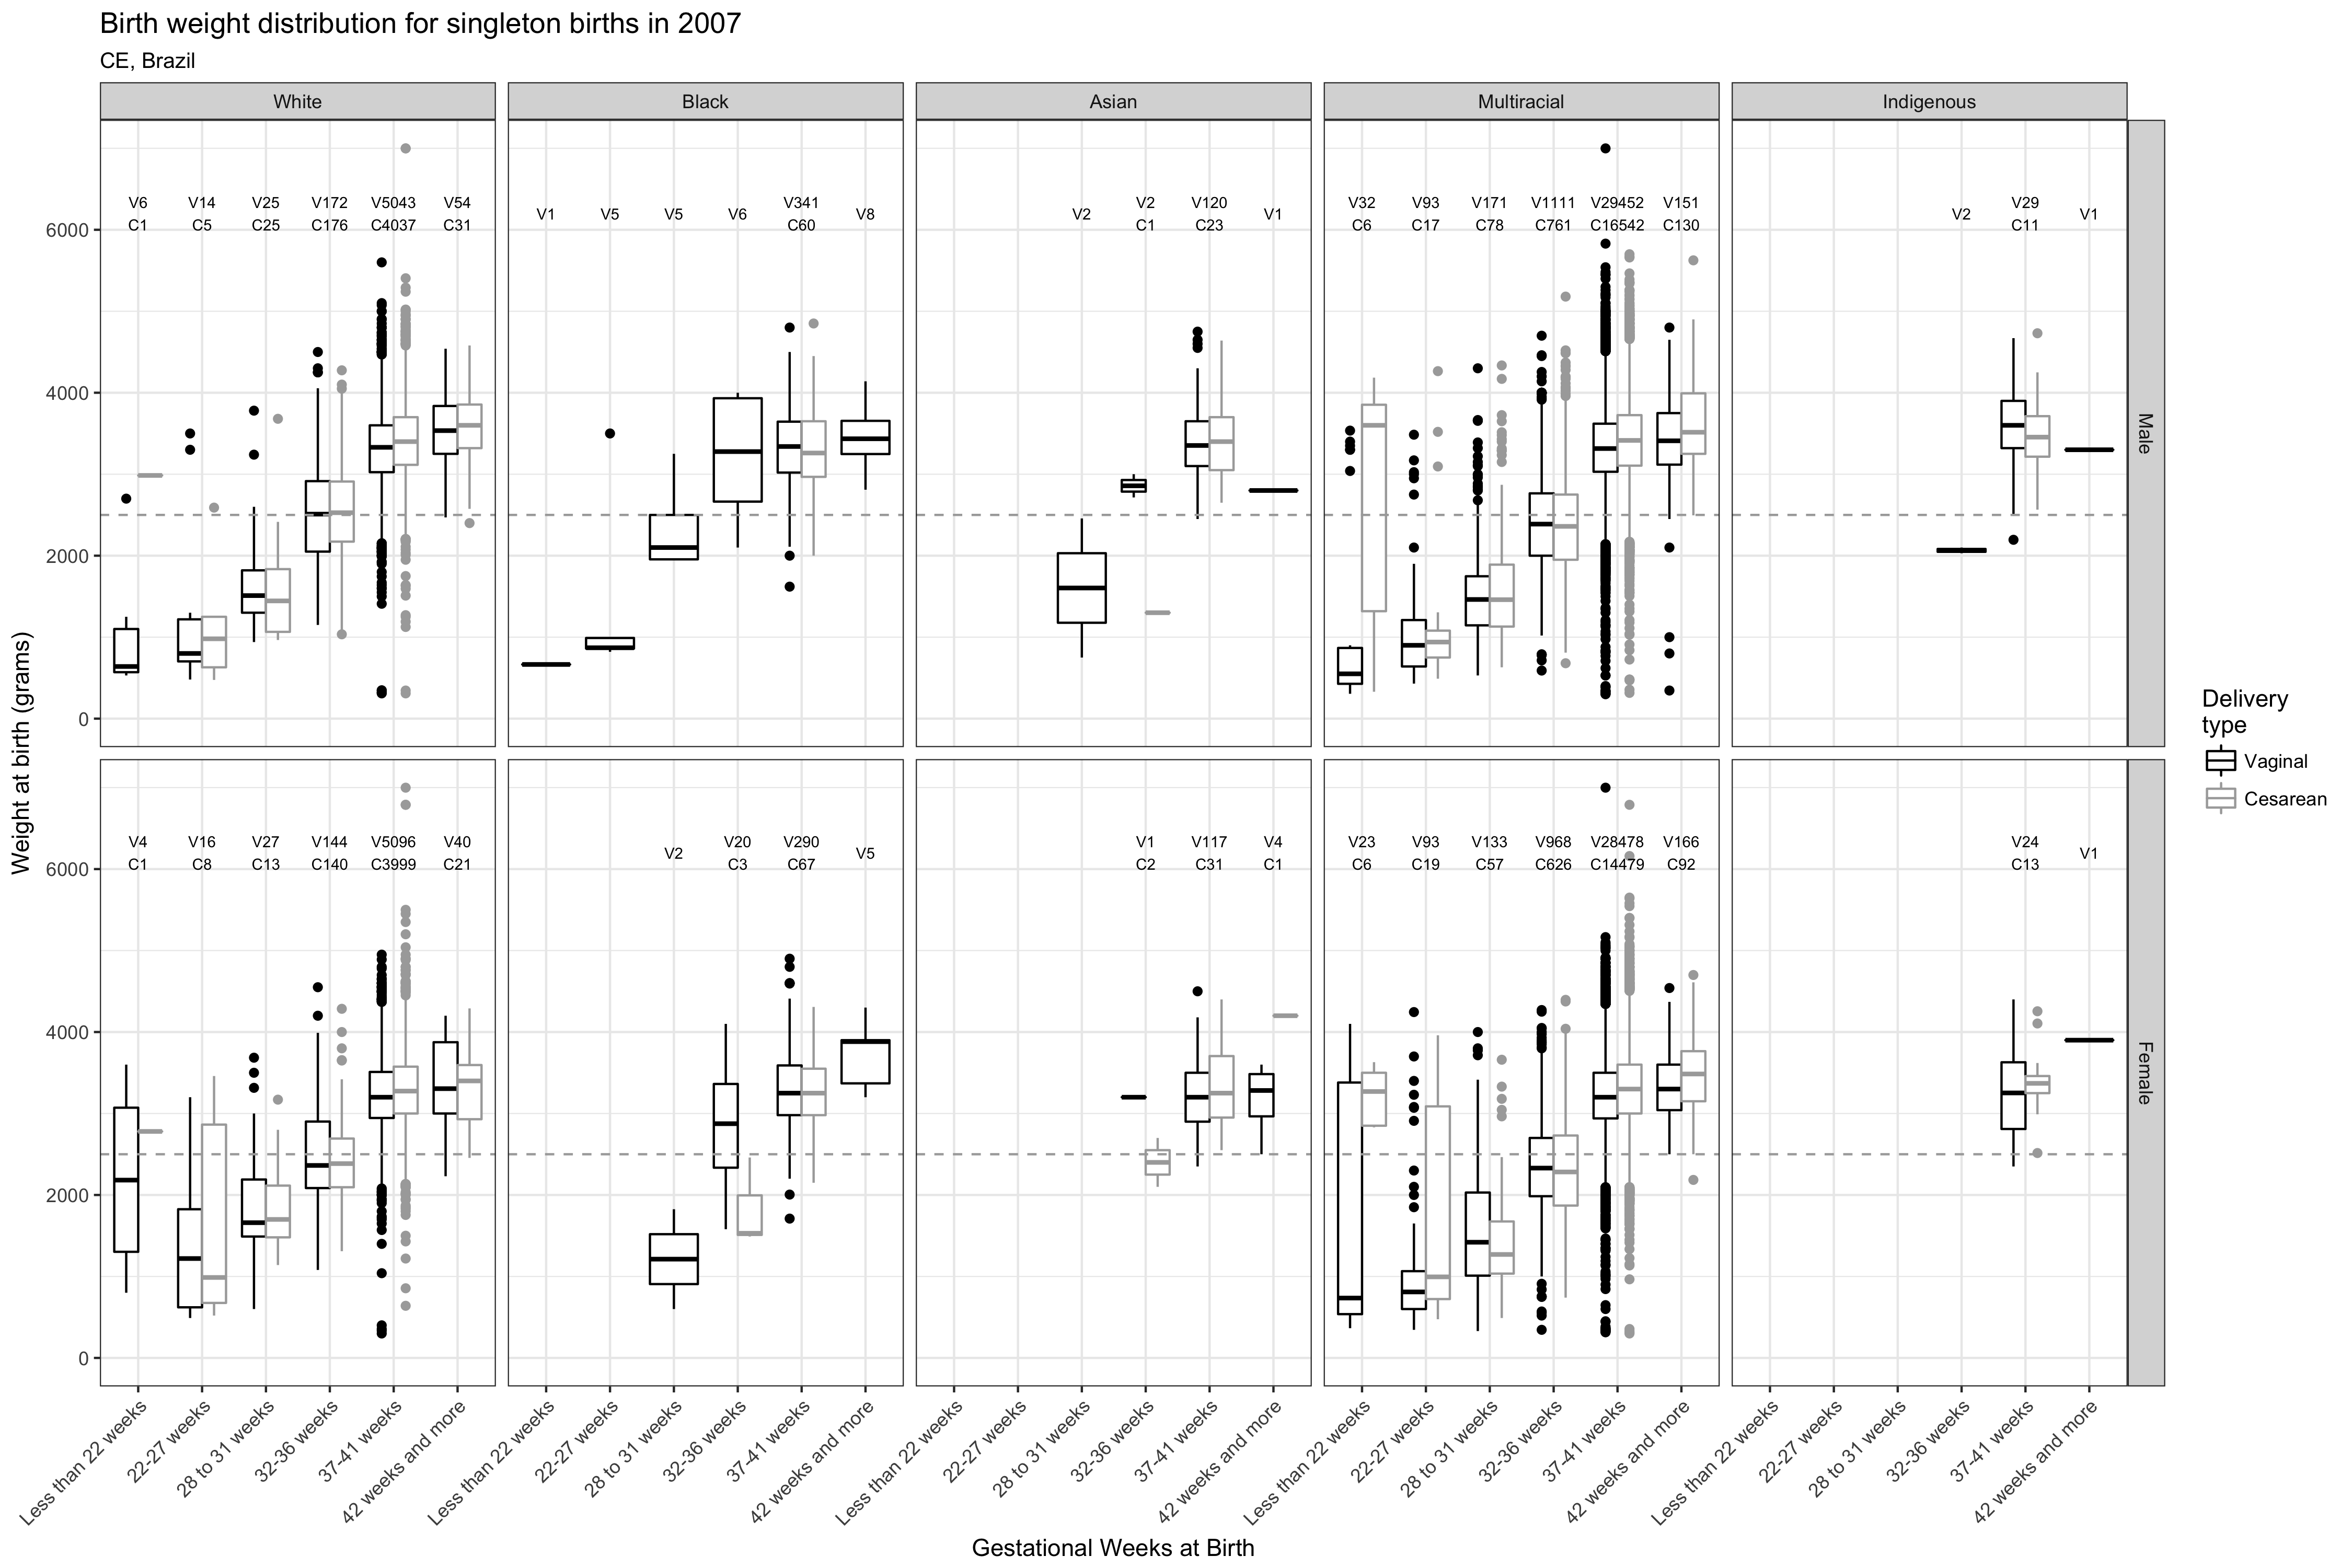 Birth weight distribution for singleton births in 2007
CE, Brazil
White Black Asian Multiracial Indigenous
V6 V14 V25 V172 V5043 V54
C1 C5 C25 C176 C4037 C31
V1 V5 V5 V6 V341 V8
C60
V2 V2 V120 V1
C1 C23
V32 V93 V171 V1111 V29452 V151
C6 C17 C78 C761 C16542 C130
V2 V29 V1
C11
6000
4000
2000
0
Male
V4 V16 V27 V144 V5096 V40
C1 C8 C13 C140 C3999 C21
V2 V20 V290 V5
C3 C67
V1 V117 V4
C2 C31 C1
V23 V93 V133 V968 V28478 V166
C6 C19 C57 C626 C14479 C92
V24 V1
C13
6000
4000
2000
0
Female
Weight at birth (grams)
Less than 22 weeks
22-27 weeks
28 to 31 weeks
32-36 weeks
37-41 weeks
42 weeks and more
Less than 22 weeks
22-27 weeks
28 to 31 weeks
32-36 weeks
37-41 weeks
42 weeks and more
Less than 22 weeks
22-27 weeks
28 to 31 weeks
32-36 weeks
37-41 weeks
42 weeks and more
Less than 22 weeks
22-27 weeks
28 to 31 weeks
32-36 weeks
37-41 weeks
42 weeks and more
Less than 22 weeks
22-27 weeks
28 to 31 weeks
32-36 weeks
37-41 weeks
42 weeks and more
Gestational Weeks at Birth
Delivery
type
Vaginal
Cesarean